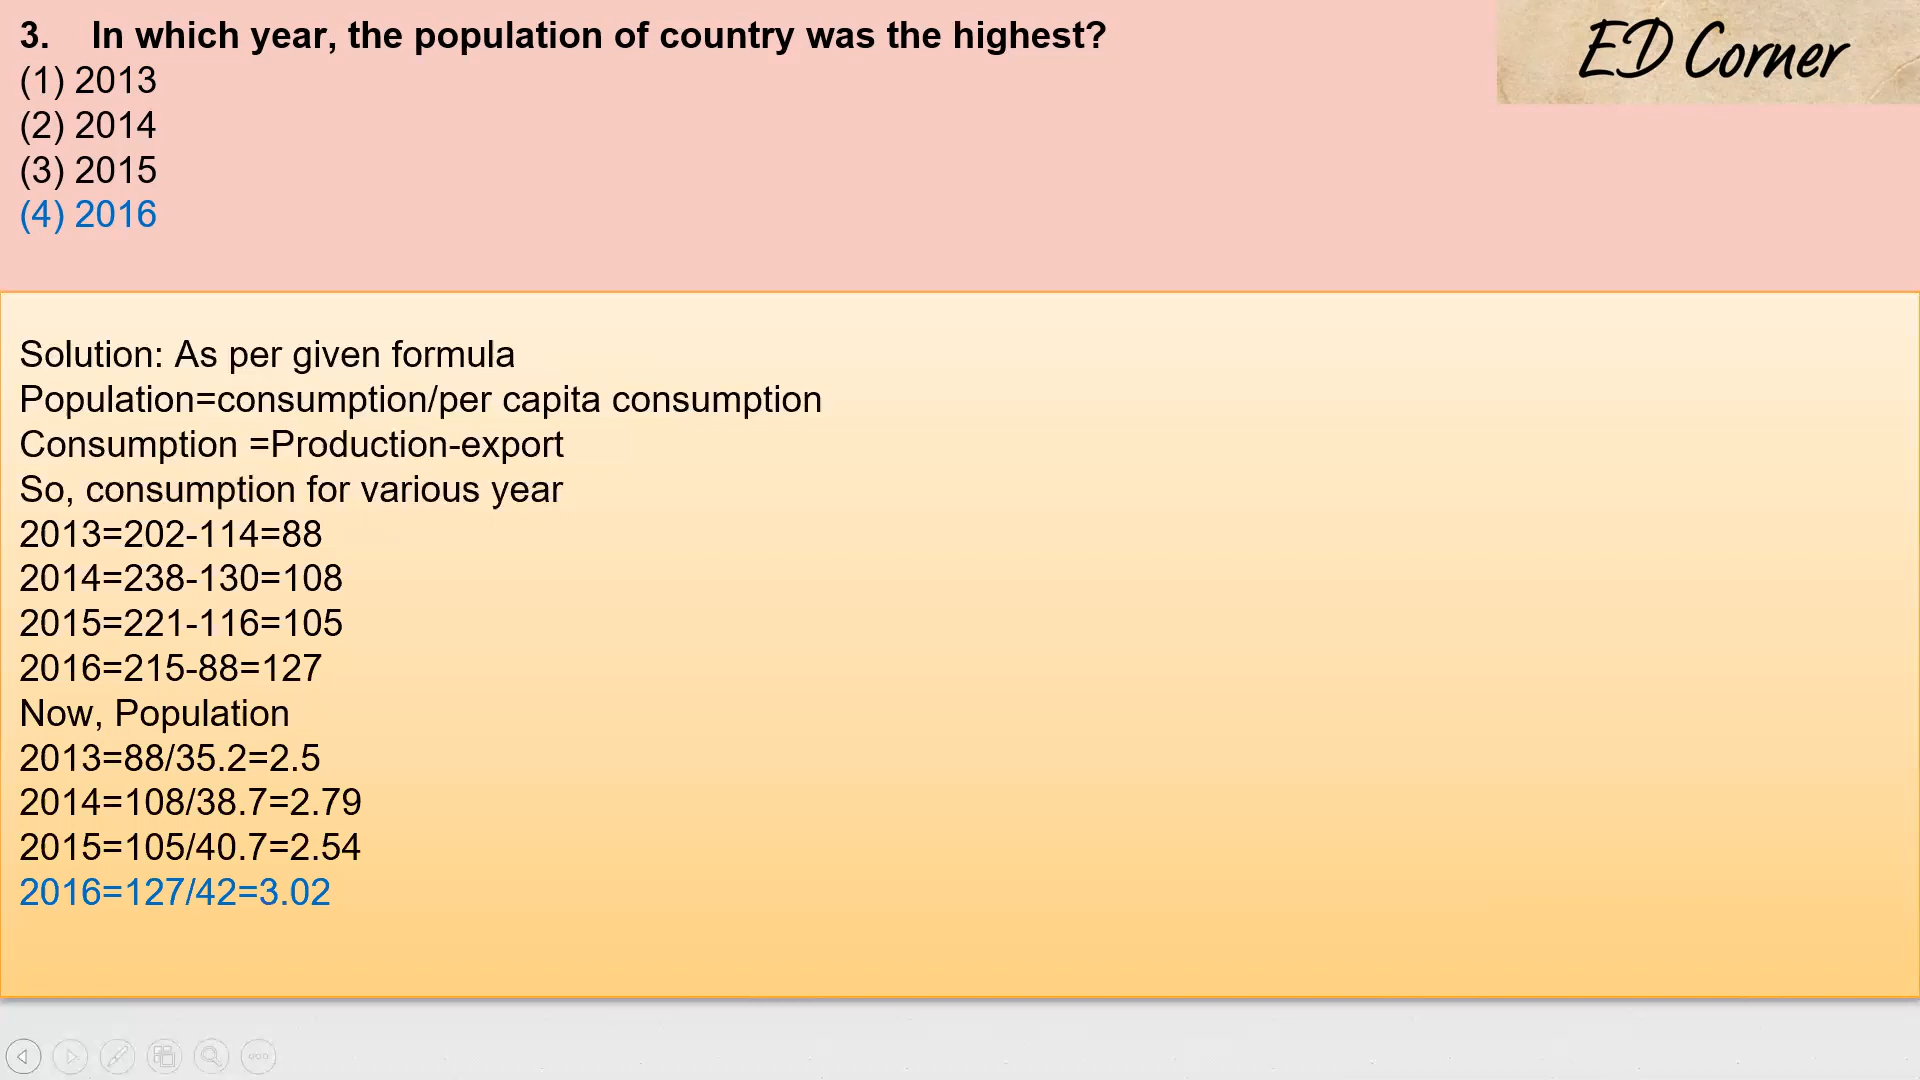 3. In which year, the population of country was the highest?
(1) 2013
(2) 2014
(3) 2015
(4) 2016
ED Corner
Solution: As per given formula
Population=consumption/per capita consumption
Consumption =Production-export
So, consumption for various year
2013=202-114=88
2014=238-130=108
2015=221-116=105
2016=215-88=127
Now, Population
2013=88/35.2=2.5
2014=108/38.7=2.79
2015=105/40.7=2.54
2016=127/42=3.02